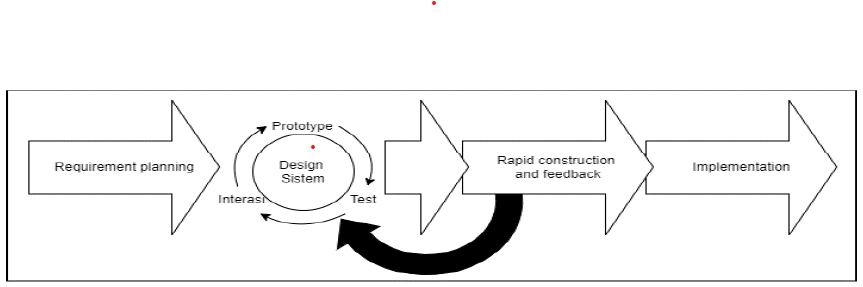 Requirement planning
Prototype
Design
Sistem
Interasi
Test
Rapid construction
and feedback
Implementation